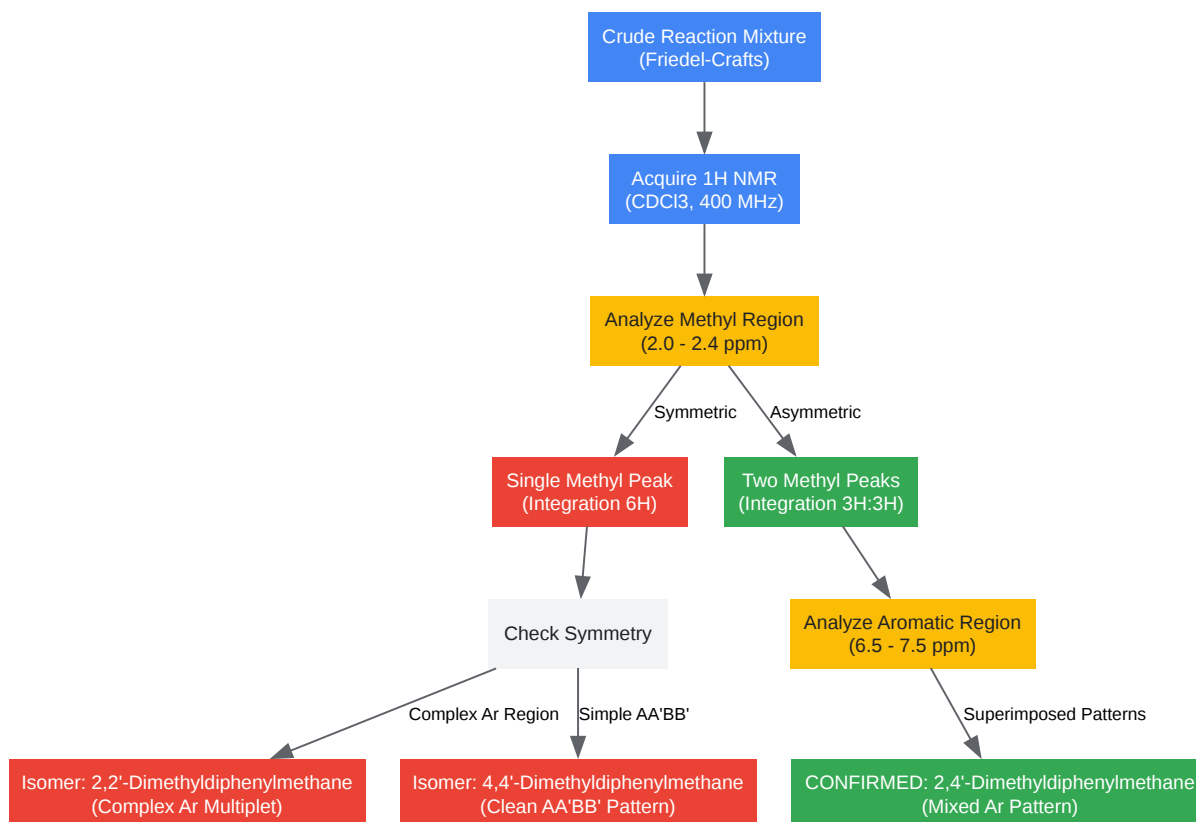 Crude Reaction Mixture
(Friedel-Crafts)
Acquire 1H NMR
(CDCl3, 400 MHz)
Analyze Methyl Region
(2.0 - 2.4 ppm)
Symmetric
Asymmetric
Single Methyl Peak
(Integration 6H)
Two Methyl Peaks
(Integration 3H:3H)
Check Symmetry
Analyze Aromatic Region
(6.5 - 7.5 ppm)
Complex Ar Region
Simple AA'BB'
Superimposed Patterns
Isomer: 2,2'-Dimethyldiphenylmethane
(Complex Ar Multiplet)
Isomer: 4,4'-Dimethyldiphenylmethane
(Clean AA'BB' Pattern)
CONFIRMED: 2,4'-Dimethyldiphenylmethane
(Mixed Ar Pattern)